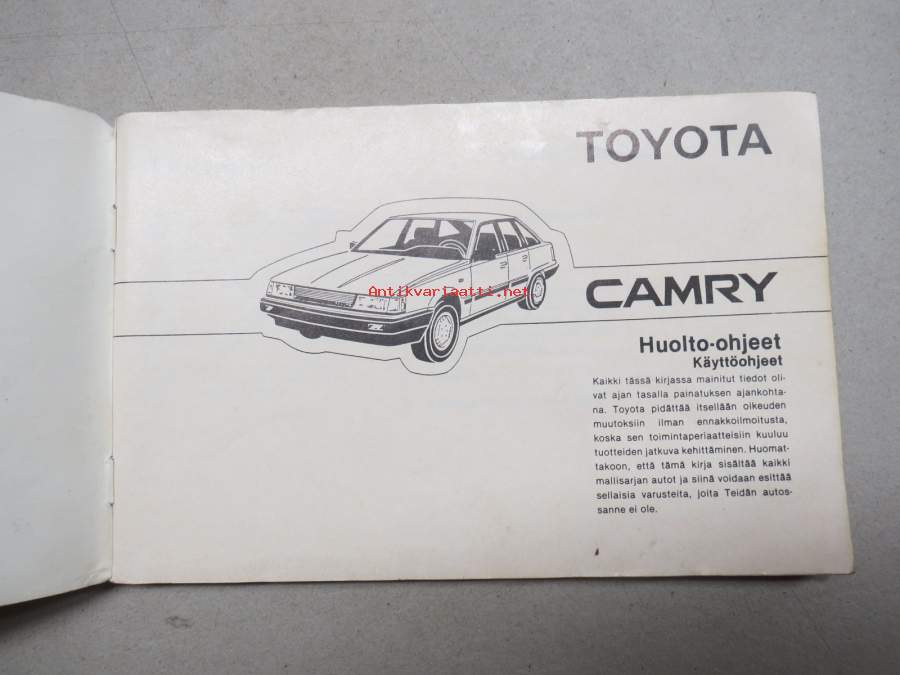 TOYOTA
Antikvariaatti.net
CAMRY
Huolto-ohjeet
Käyttöohjeet
Kaikki tässä kirjassa mainitut tiedot oli-
vat ajan tasalla painatuksen ajankohta-
na. Toyota pidättää itsellään oikeuden
muutoksiin ilman ennakkoilmoitusta,
koska sen toimintaperiaatteisiin kuuluu
tuotteiden jatkuva kehittäminen. Huomat-
takoon, että tämä kirja sisältää kaikki
mallisarjan autot ja siinä voidaan esittää
sellaisia varusteita, joita Teidän autos-
sanne ei ole.